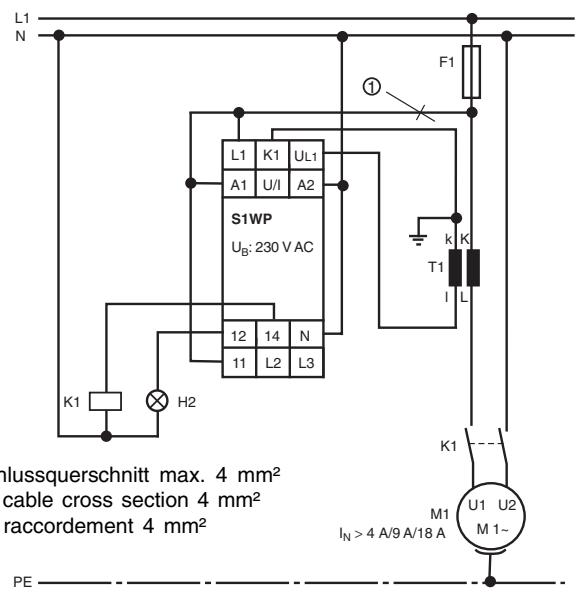 L1
N
F1
①
L1 K1 UL1
A1 U/I A2
S1WP
UB: 230 V AC
k K
T1
l L
12 14 N
11 L2 L3
K1
H2
K1
hlussquerschnitt max. 4 mm²
cable cross section 4 mm²
raccordement 4 mm²
M1
U1 U2
IN > 4 A/9 A/18 A
M 1~
PE